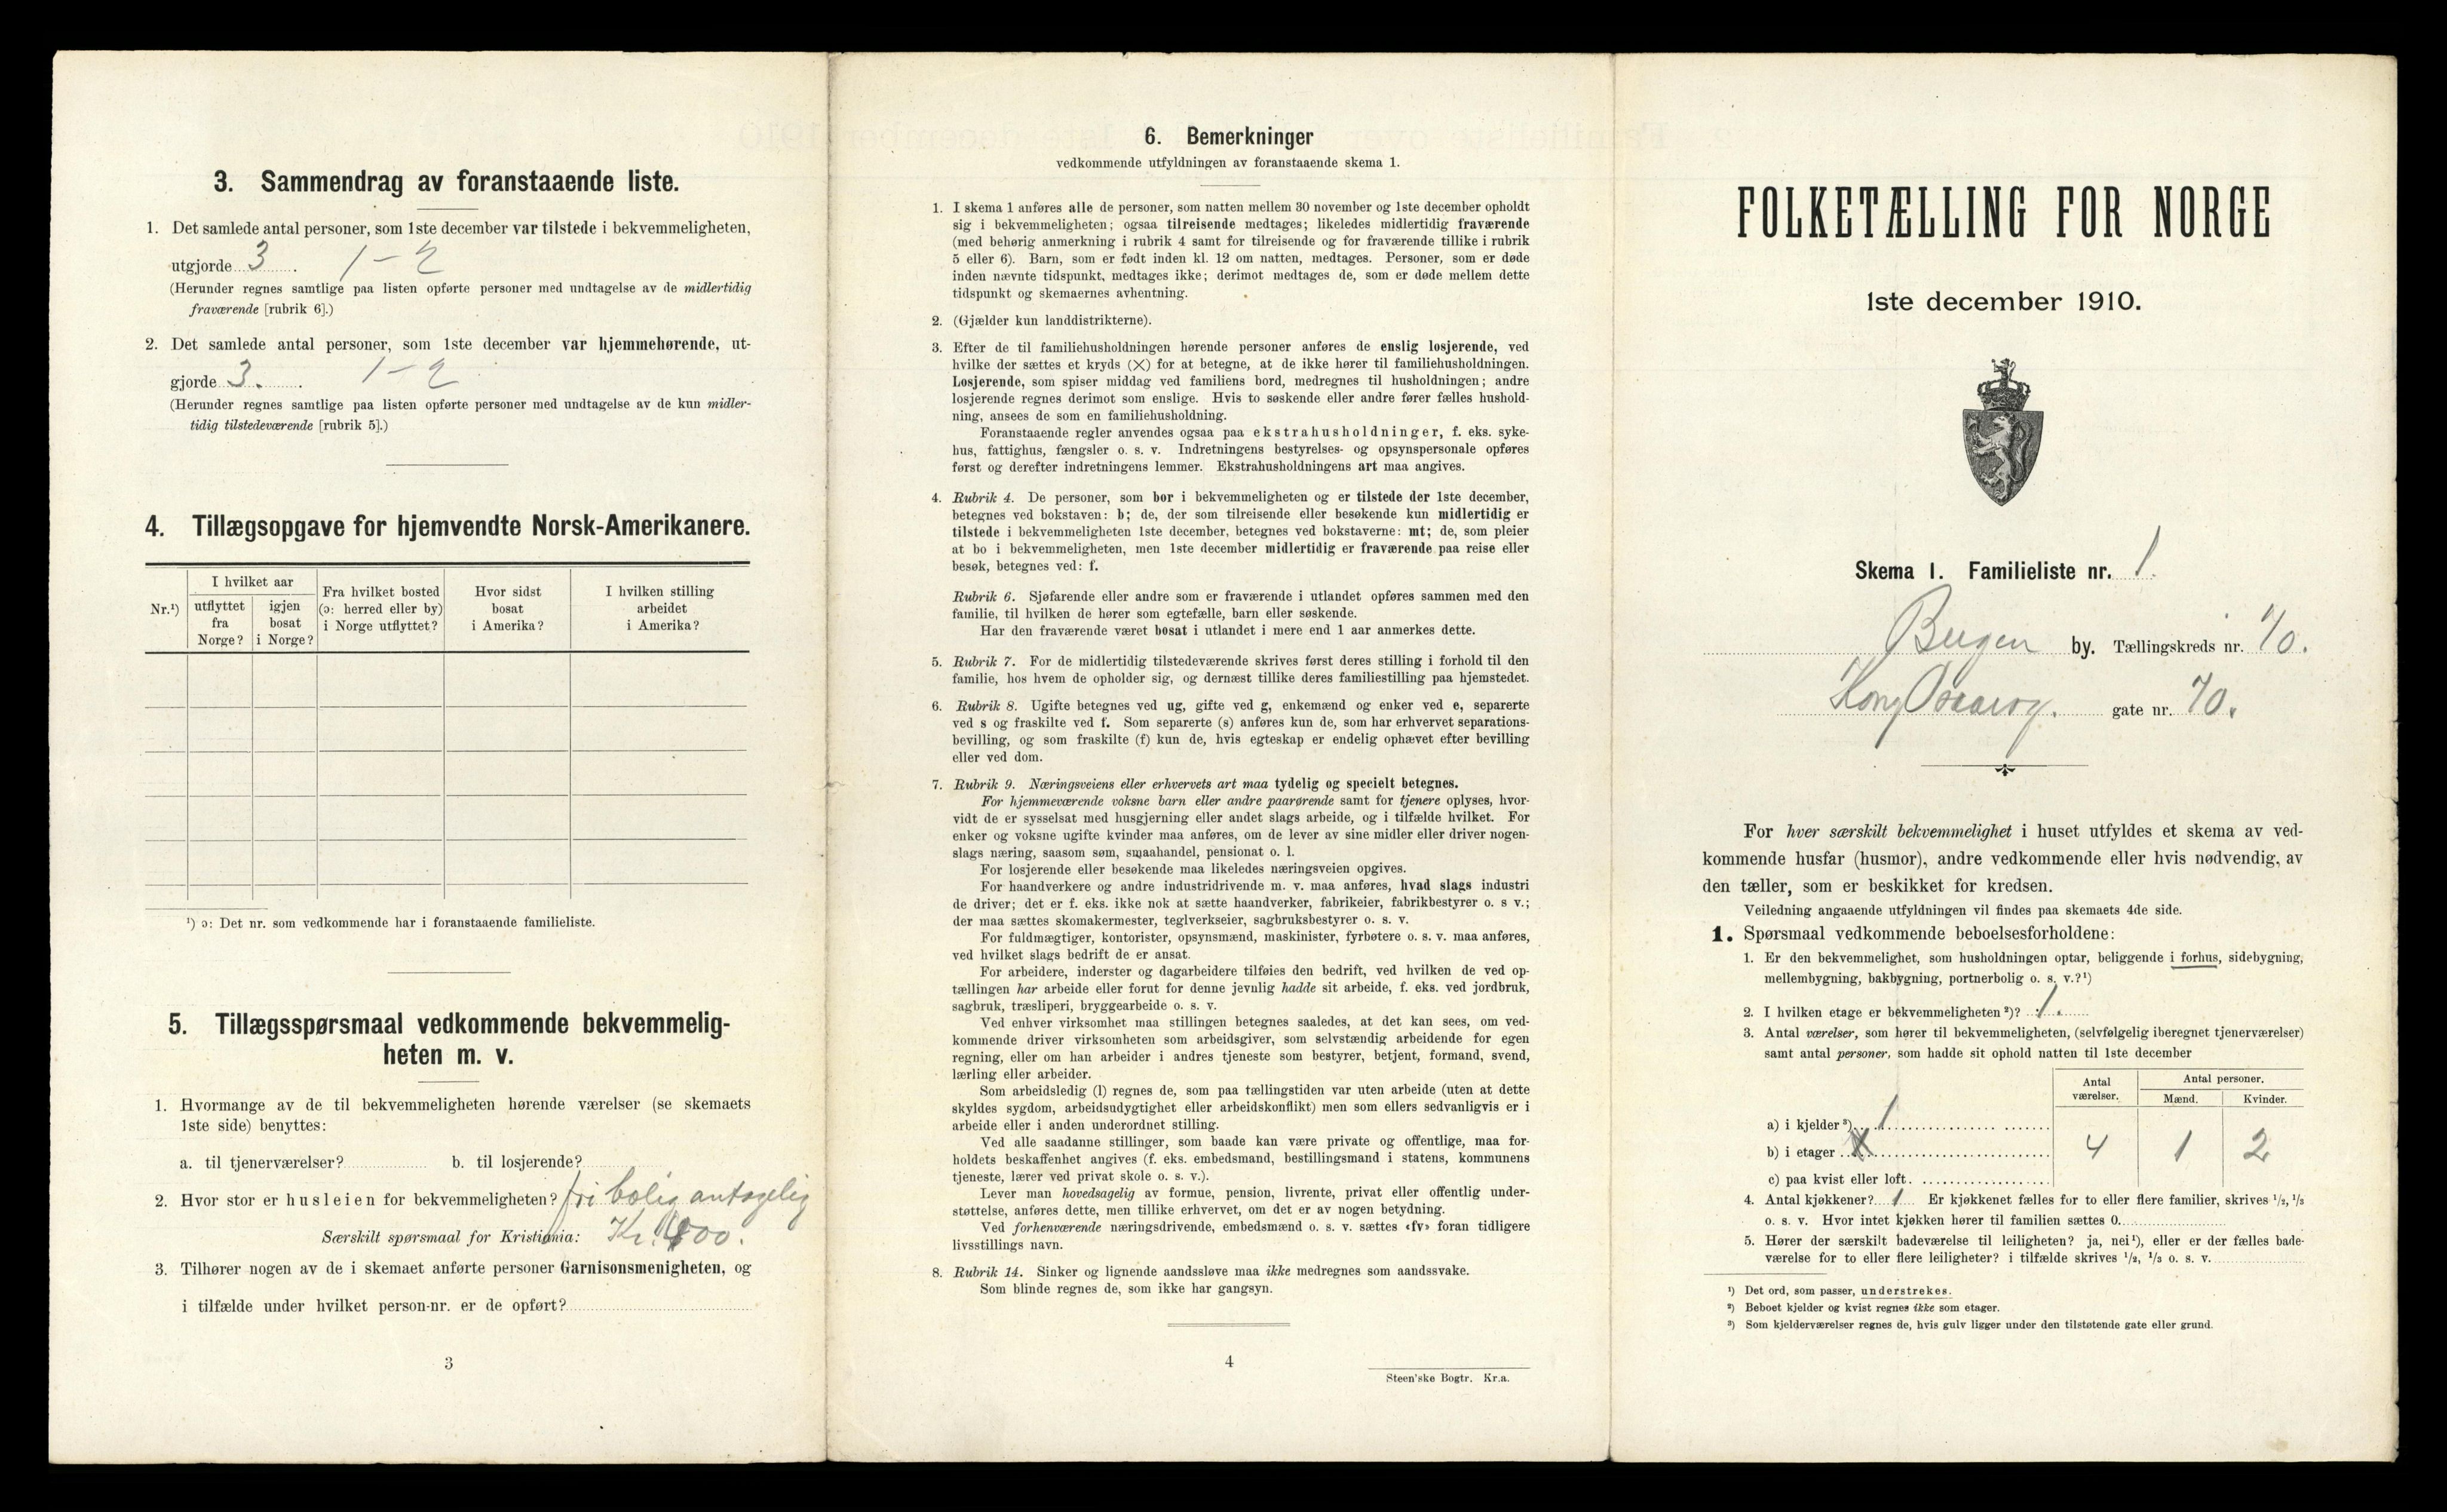 3. Sammendrag av foranstaaende liste.
1. Det samlede antal personer, som 1ste december var tilstede i bekvemmeligheten,
utgjorde 3. 1 – 2
(Herunder regnes samtlige paa listen opførte personer med undtagelse av de midlertidig
fraværende [rubrik 6].)
2. Det samlede antal personer, som 1ste december var hjemmehørende, ut-
gjorde 3. 1 – 2
(Herunder regnes samtlige paa listen opførte personer med undtagelse av de kun midler-
tidig tilstedeværende [rubrik 5].)
4. Tillægsopgave for hjemvendte Norsk-Amerikanere.
Nr.¹)
I hvilket aar
utflyttet fra Norge?
igjen bosat i Norge?
Fra hvilket bosted (ɔ: herred eller by) i Norge utflyttet?
Hvor sidst bosat i Amerika?
I hvilken stilling arbeidet i Amerika?
¹) ɔ: Det nr. som vedkommende har i foranstaaende familieliste.
5. Tillægsspørsmaal vedkommende bekvemmelig-
heten m. v.
1. Hvormange av de til bekvemmeligheten hørende værelser (se skemaets
1ste side) benyttes:
a. til tjenerværelser? b. til losjerende?
2. Hvor stor er husleien for bekvemmeligheten? fri bolig antagelig
Særskilt spørsmaal for Kristiania: Kr. 400.
3. Tilhører nogen av de i skemaet anførte personer Garnisonsmenigheten, og
i tilfælde under hvilket person-nr. er de opført?
3
6. Bemerkninger
vedkommende utfyldningen av foranstaaende skema 1.
1. I skema 1 anføres alle de personer, som natten mellem 30 november og 1ste december opholdt
sig i bekvemmeligheten; ogsaa tilreisende medtages; likeledes midlertidig fraværende
(med behørig anmerkning i rubrik 4 samt for tilreisende og for fraværende tillike i rubrik
5 eller 6). Barn, som er født inden kl. 12 om natten, medtages. Personer, som er døde
inden nævnte tidspunkt, medtages ikke; derimot medtages de, som er døde mellem dette
tidspunkt og skemaernes avhentning.
2. (Gjælder kun landdistrikterne).
3. Efter de til familiehusholdningen hørende personer anføres de enslig losjerende, ved
hvilke der sættes et kryds (×) for at betegne, at de ikke hører til familiehusholdningen.
Losjerende, som spiser middag ved familiens bord, medregnes til husholdningen; andre
losjerende regnes derimot som enslige. Hvis to søskende eller andre fører fælles hushold-
ning, ansees de som en familiehusholdning.
Foranstaaende regler anvendes ogsaa paa ekstrahusholdninger, f. eks. syke-
hus, fattighus, fængsler o. s. v. Indretningens bestyrelses- og opsynspersonale opføres
først og derefter indretningens lemmer. Ekstrahusholdningens art maa angives.
4. Rubrik 4. De personer, som bor i bekvemmeligheten og er tilstede der 1ste december,
betegnes ved bokstaven: b; de, der som tilreisende eller besøkende kun midlertidig er
tilstede i bekvemmeligheten 1ste december, betegnes ved bokstaverne: mt; de, som pleier
at bo i bekvemmeligheten, men 1ste december midlertidig er fraværende paa reise eller
besøk, betegnes ved: f.
Rubrik 6. Sjøfarende eller andre som er fraværende i utlandet opføres sammen med den
familie, til hvilken de hører som egtefælle, barn eller søskende.
Har den fraværende været bosat i utlandet i mere end 1 aar anmerkes dette.
5. Rubrik 7. For de midlertidig tilstedeværende skrives først deres stilling i forhold til den
familie, hos hvem de opholder sig, og dernæst tillike deres familiestilling paa hjemstedet.
6. Rubrik 8. Ugifte betegnes ved ug, gifte ved g, enkemænd og enker ved e, separerte
ved s og fraskilte ved f. Som separerte (s) anføres kun de, som har erhvervet separations-
bevilling, og som fraskilte (f) kun de, hvis egteskap er endelig ophævet efter bevilling
eller ved dom.
7. Rubrik 9. Næringsveiens eller erhvervets art maa tydelig og specielt betegnes.
For hjemmeværende voksne barn eller andre paarørende samt for tjenere oplyses, hvor-
vidt de er sysselsat med husgjerning eller andet slags arbeide, og i tilfælde hvilket. For
enker og voksne ugifte kvinder maa anføres, om de lever av sine midler eller driver nogen-
slags næring, saasom søm, smaahandel, pensionat o. l.
For losjerende eller besøkende maa likeledes næringsveien opgives.
For haandverkere og andre industridrivende m. v. maa anføres, hvad slags industri
de driver; det er f. eks. ikke nok at sætte haandverker, fabrikeier, fabrikbestyrer o. s v.;
der maa sættes skomakermester, teglverkseier, sagbruksbestyrer o. s. v.
For fuldmægtiger, kontorister, opsynsmænd, maskinister, fyrbøtere o. s. v. maa anføres,
ved hvilket slags bedrift de er ansat.
For arbeidere, inderster og dagarbeidere tilføies den bedrift, ved hvilken de ved op-
tællingen har arbeide eller forut for denne jevnlig hadde sit arbeide, f. eks. ved jordbruk,
sagbruk, træsliperi, bryggearbeide o. s. v.
Ved enhver virksomhet maa stillingen betegnes saaledes, at det kan sees, om ved-
kommende driver virksomheten som arbeidsgiver, som selvstændig arbeidende for egen
regning, eller om han arbeider i andres tjeneste som bestyrer, betjent, formand, svend,
lærling eller arbeider.
Som arbeidsledig (l) regnes de, som paa tællingstiden var uten arbeide (uten at dette
skyldes sygdom, arbeidsudygtighet eller arbeidskonflikt) men som ellers sedvanligvis er i
arbeide eller i anden underordnet stilling.
Ved alle saadanne stillinger, som baade kan være private og offentlige, maa for-
holdets beskaffenhet angives (f. eks. embedsmand, bestillingsmand i statens, kommunens
tjeneste, lærer ved privat skole o. s. v.).
Lever man hovedsagelig av formue, pension, livrente, privat eller offentlig under-
støttelse, anføres dette, men tillike erhvervet, om det er av nogen betydning.
Ved forhenværende næringsdrivende, embedsmænd o. s. v. sættes «fv» foran tidligere
livsstillings navn.
8. Rubrik 14. Sinker og lignende aandssløve maa ikke medregnes som aandssvake.
Som blinde regnes de, som ikke har gangsyn.
4
Steen'ske Bogtr. Kr.a.
FOLKETÆLLING FOR NORGE
1ste december 1910.
Skema 1. Familieliste nr. 1.
Bergen by. Tællingskreds nr. 10.
Kong Oscars g. gate nr. 70.
For hver særskilt bekvemmelighet i huset utfyldes et skema av ved-
kommende husfar (husmor), andre vedkommende eller hvis nødvendig, av
den tæller, som er beskikket for kredsen.
Veiledning angaaende utfyldningen vil findes paa skemaets 4de side.
1. Spørsmaal vedkommende beboelsesforholdene:
1. Er den bekvemmelighet, som husholdningen optar, beliggende i forhus, sidebygning,
mellembygning, bakbygning, portnerbolig o. s. v.?¹)
2. I hvilken etage er bekvemmeligheten²)? 1.
3. Antal værelser, som hører til bekvemmeligheten, (selvfølgelig iberegnet tjenerværelser)
samt antal personer, som hadde sit ophold natten til 1ste december
Antal værelser.
Antal personer.
Mænd. Kvinder.
a) i kjelder³) 1
b) i etager 4 1 2
c) paa kvist eller loft.
4. Antal kjøkkener? 1 Er kjøkkenet fælles for to eller flere familier, skrives ¹/₂, ¹/₃
o. s. v. Hvor intet kjøkken hører til familien sættes 0.
5. Hører der særskilt badeværelse til leiligheten? ja, nei¹), eller er der fælles bade-
værelse for to eller flere leiligheter? i tilfælde skrives ¹/₂, ¹/₃ o. s. v.
¹) Det ord, som passer, understrekes.
²) Beboet kjelder og kvist regnes ikke som etager.
³) Som kjelderværelser regnes de, hvis gulv ligger under den tilstøtende gate eller grund.